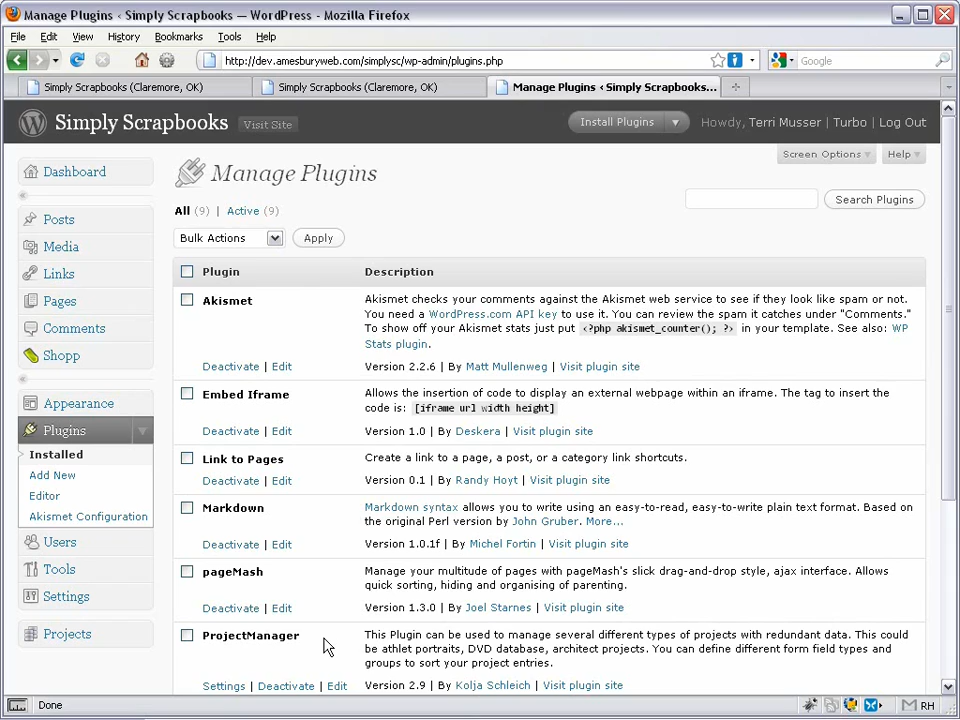 Manage Plugins ‹ Simply Scrapbooks — WordPress - Mozilla Firefox
File Edit View History Bookmarks Tools Help
http://dev.amesburyweb.com/simplysc/wp-admin/plugins.php
Google
Simply Scrapbooks (Claremore, OK)
Simply Scrapbooks (Claremore, OK)
Manage Plugins ‹ Simply Scrapbooks...
Simply Scrapbooks Visit Site
Install Plugins
Howdy, Terri Musser | Turbo | Log Out
Screen Options Help
Dashboard
Posts
Media
Links
Pages
Comments
Shopp
Appearance
Plugins
Installed
Add New
Editor
Akismet Configuration
Users
Tools
Settings
Projects
Manage Plugins
Search Plugins
All (9) | Active (9)
Bulk Actions Apply
Plugin Description
Akismet
Akismet checks your comments against the Akismet web service to see if they look like spam or not.
You need a WordPress.com API key to use it. You can review the spam it catches under "Comments."
To show off your Akismet stats just put <?php akismet_counter(); ?> in your template. See also: WP
Stats plugin.
Deactivate | Edit Version 2.2.6 | By Matt Mullenweg | Visit plugin site
Embed Iframe
Allows the insertion of code to display an external webpage within an iframe. The tag to insert the
code is: [iframe url width height]
Deactivate | Edit Version 1.0 | By Deskera | Visit plugin site
Link to Pages Create a link to a page, a post, or a category link shortcuts.
Deactivate | Edit Version 0.1 | By Randy Hoyt | Visit plugin site
Markdown
Markdown syntax allows you to write using an easy-to-read, easy-to-write plain text format. Based on
the original Perl version by John Gruber. More...
Deactivate | Edit Version 1.0.1f | By Michel Fortin | Visit plugin site
pageMash
Manage your multitude of pages with pageMash's slick drag-and-drop style, ajax interface. Allows
quick sorting, hiding and organising of parenting.
Deactivate | Edit Version 1.3.0 | By Joel Starnes | Visit plugin site
ProjectManager
This Plugin can be used to manage several different types of projects with redundant data. This could
be athlet portraits, DVD database, architect projects. You can define different form field types and
groups to sort your project entries.
Settings | Deactivate | Edit Version 2.9 | By Kolja Schleich | Visit plugin site
Done
RH